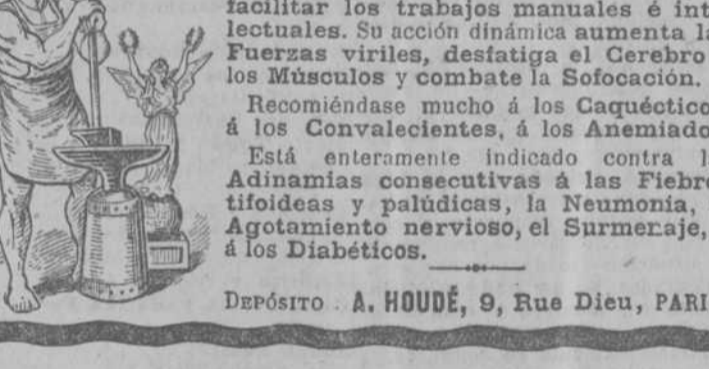 facilitar los trabajos manuales é int
lectuales. Su acción dinámica aumenta la
Fuerzas viriles, desfatiga el Cerebro
los Músculos y combate la Sofocación.
Recomiéndase mucho á los Caquéctico
á los Convalecientes, á los Anemiado
Está enteramente indicado contra l
Adinamias consecutivas á las Fiebre
tifoideas y palúdicas, la Neumonia,
Agotamiento nervioso, el Surmenaje,
á los Diabéticos.
DEPÓSITO : A. HOUDÉ, 9, Rue Dieu, PARI